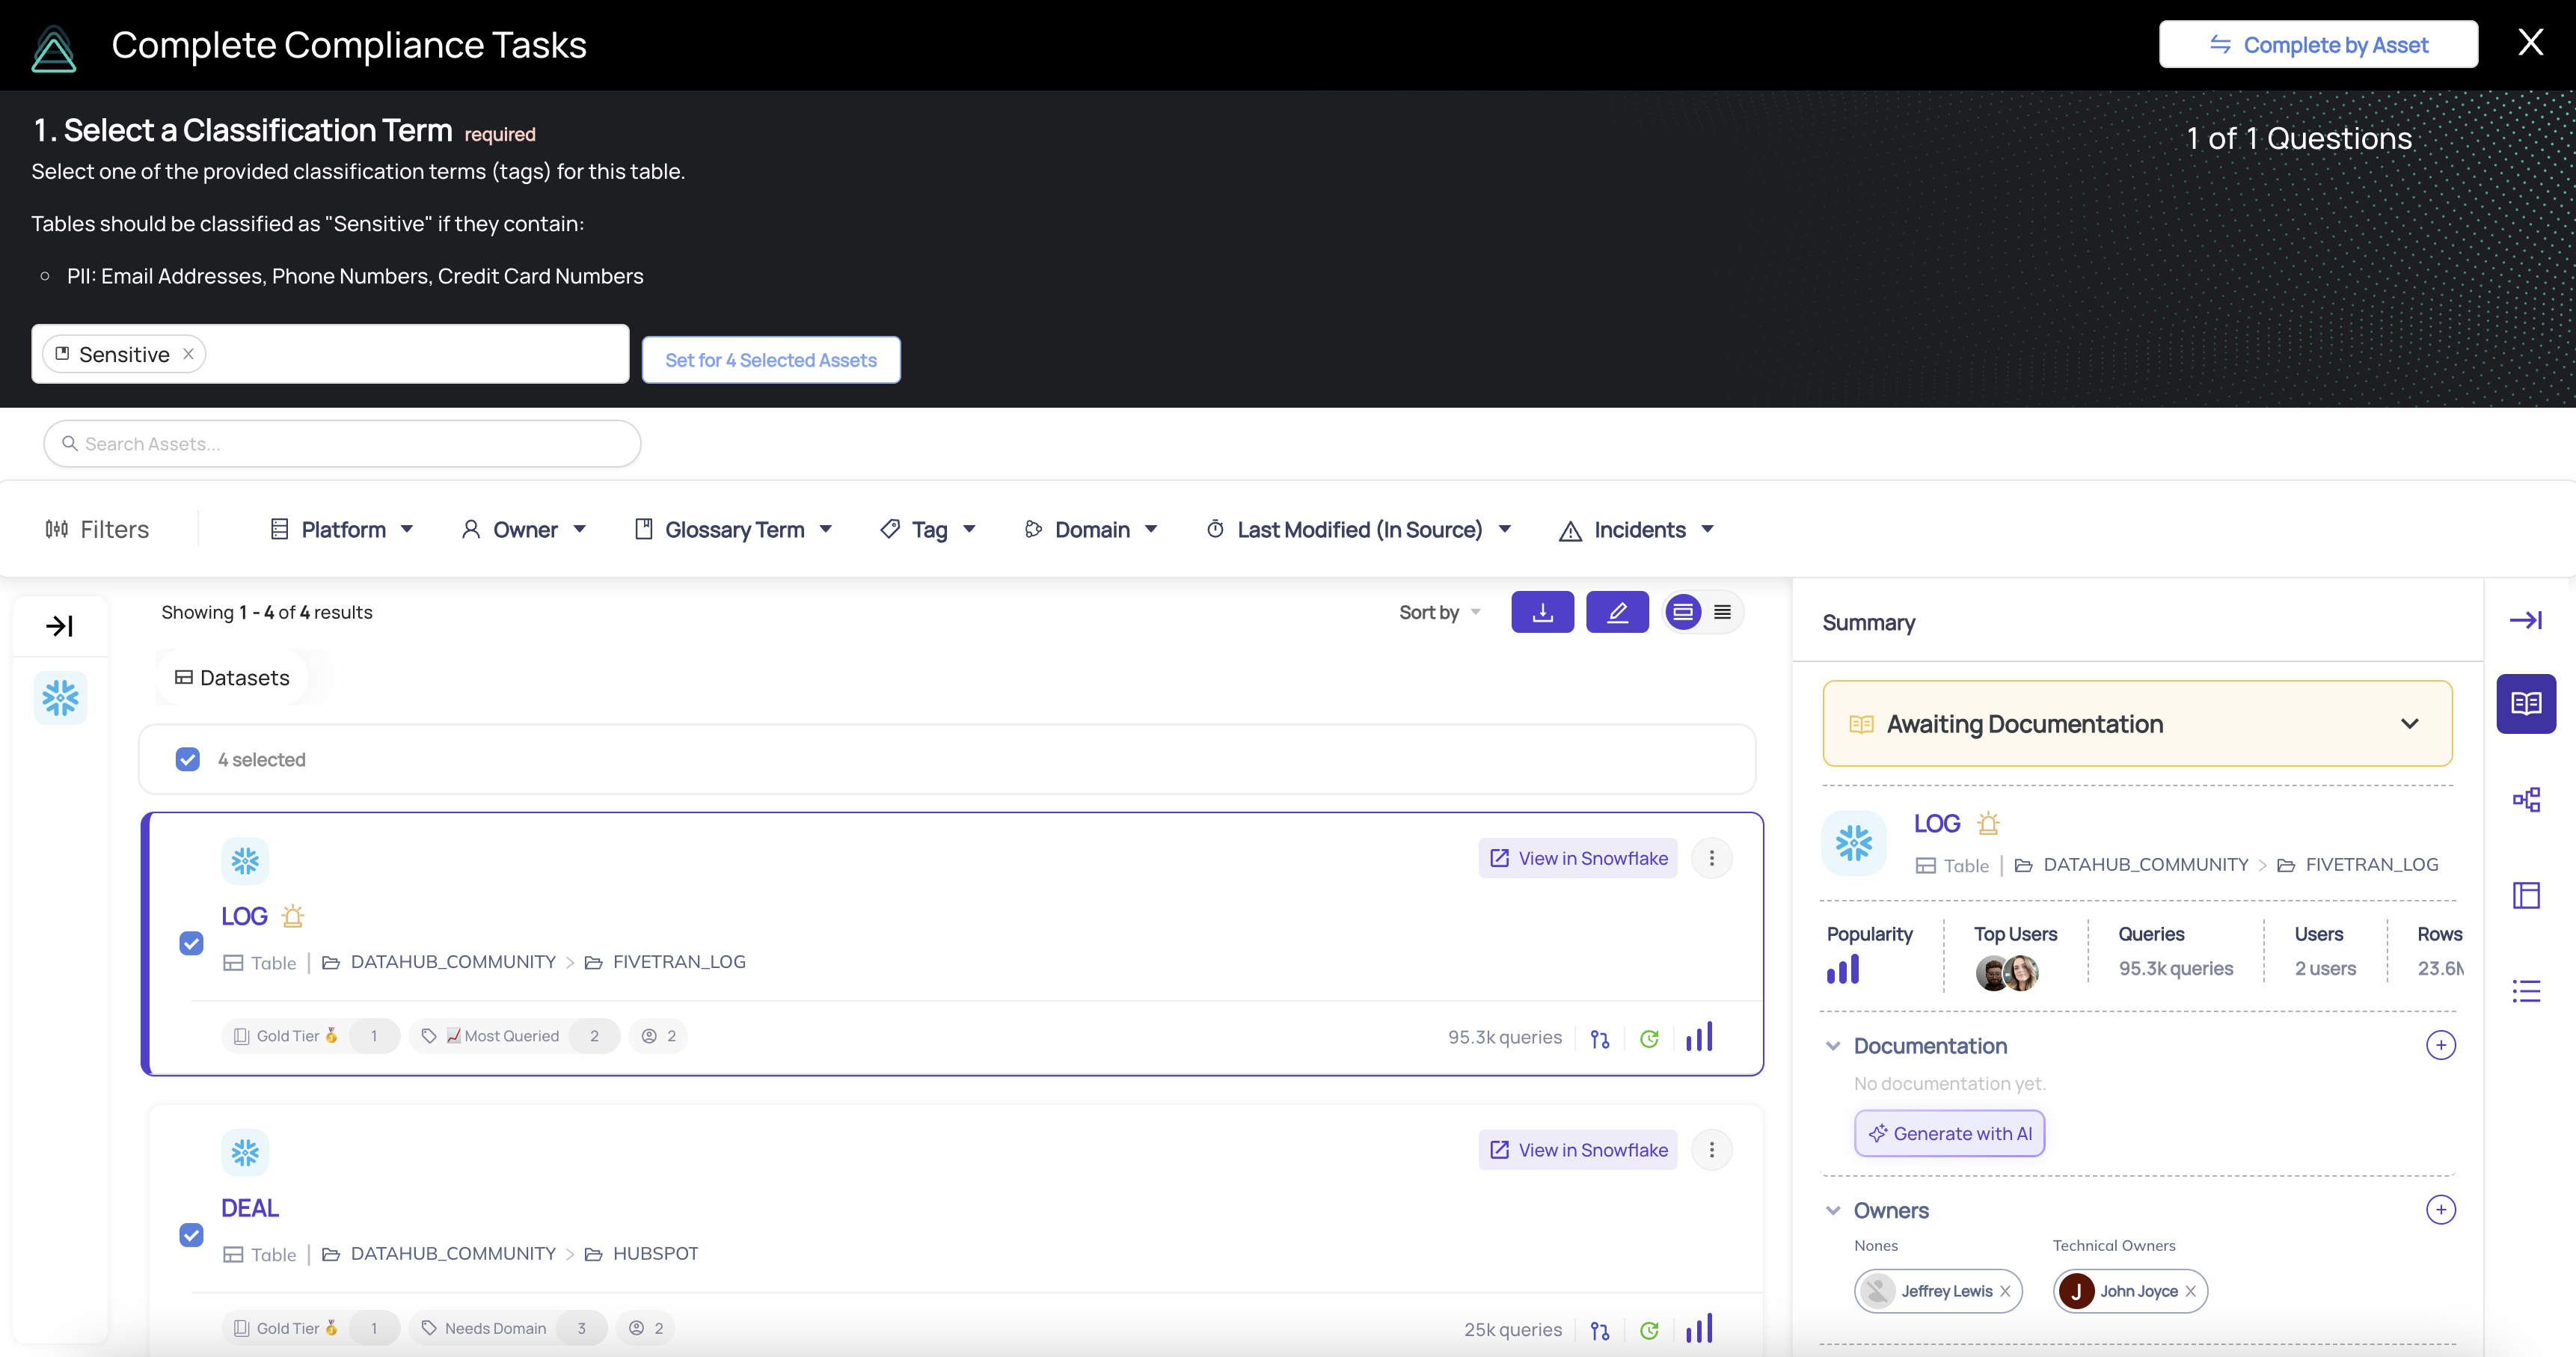 Complete Compliance Tasks
Complete by Asset
X
1. Select a Classification Term required
1 of 1 Questions
Select one of the provided classification terms (tags) for this table.
Tables should be classified as "Sensitive" if they contain:
PII: Email Addresses, Phone Numbers, Credit Card Numbers
Sensitive
Set for 4 Selected Assets
Search Assets...
Filters
Platform
Owner
Glossary Term
Tag
Domain
Last Modified (In Source)
Incidents
Showing 1 - 4 of 4 results
Sort by
Datasets
4 selected
View in Snowflake
LOG
Table | DATAHUB_COMMUNITY > FIVETRAN_LOG
Gold Tier 🥇 1
📈 Most Queried 2
2
95.3k queries
View in Snowflake
DEAL
Table | DATAHUB_COMMUNITY > HUBSPOT
Gold Tier 🥇 1
Needs Domain 3
2
25k queries
Summary
Awaiting Documentation
LOG
Table | DATAHUB_COMMUNITY > FIVETRAN_LOG
Popularity
Top Users
Queries
95.3k queries
Users
2 users
Rows
23.6
Documentation
No documentation yet.
Generate with AI
Owners
Nones
Technical Owners
Jeffrey Lewis
J John Joyce